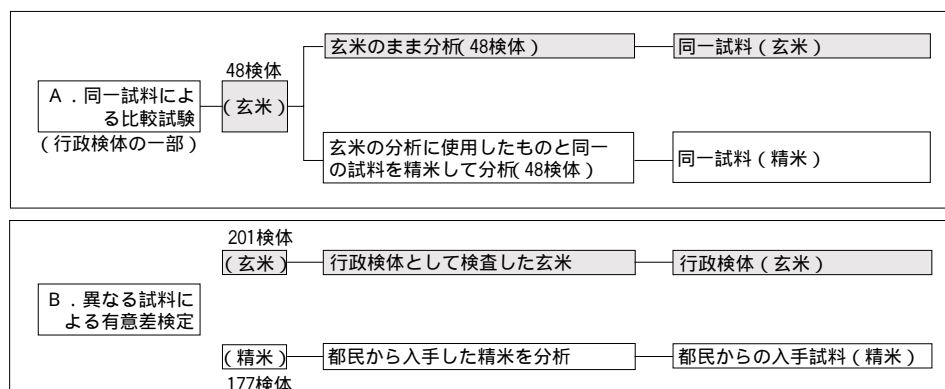 玄米のまま分析(48検体)
同一試料(玄米)
48検体
A.同一試料によ
る比較試験
(玄米)
(行政検体の一部)
玄米の分析に使用したものと同一
の試料を精米して分析(48検体)
同一試料(精米)
201検体
(玄米)
行政検体として検査した玄米
行政検体(玄米)
B.異なる試料に
よる有意差検定
(精米)
都民から入手した精米を分析
都民からの入手試料(精米)
177検体